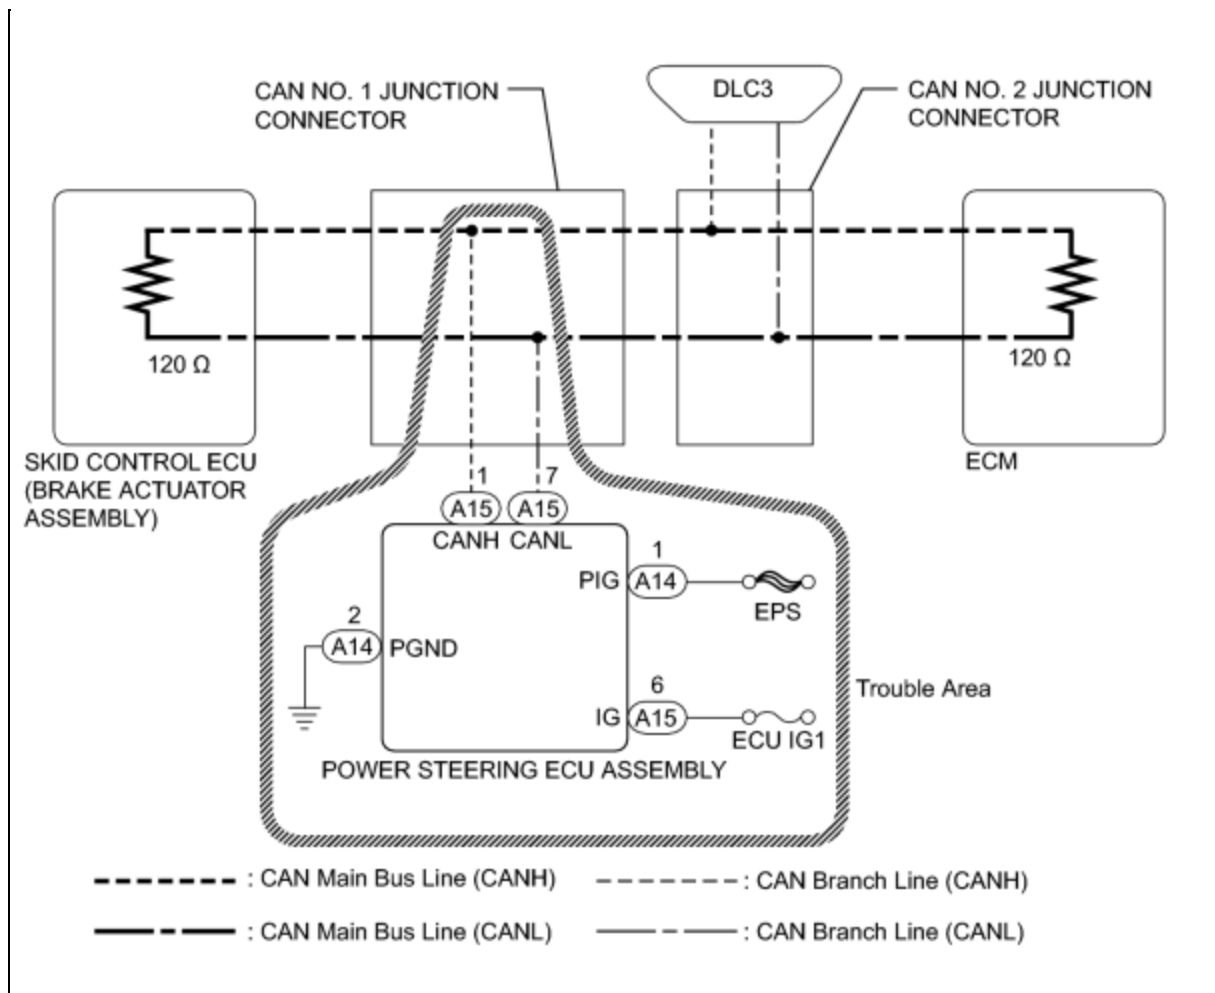 CAN NO. 1 JUNCTION
CONNECTOR
DLC3
CAN NO. 2 JUNCTION
CONNECTOR
120 Ω
120 Ω
SKID CONTROL ECU
(BRAKE ACTUATOR
ASSEMBLY)
ECM
1
7
A15
A15
CANH
CANL
PIG
1
A14
EPS
2
A14
PGND
IG
6
A15
ECU IG1
Trouble Area
POWER STEERING ECU ASSEMBLY
: CAN Main Bus Line (CANH)
: CAN Branch Line (CANH)
: CAN Main Bus Line (CANL)
: CAN Branch Line (CANL)